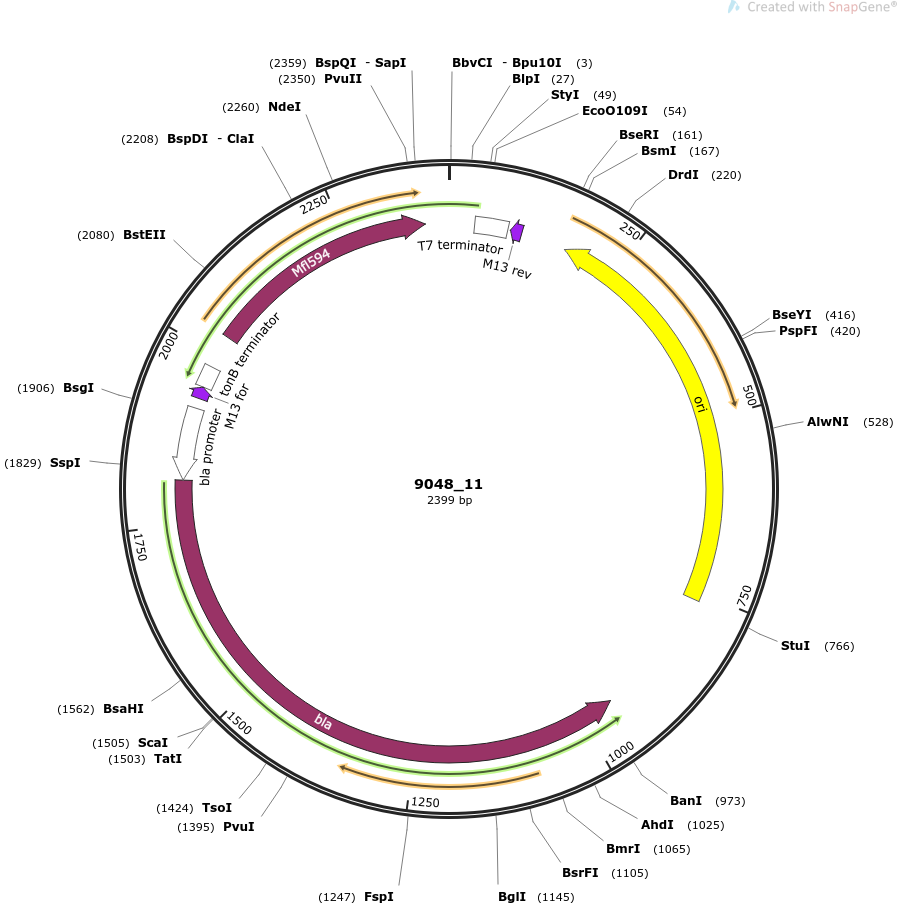 Created with SnapGene®
(2359) BspQI - SapI
(2350) PvuII
(2260) NdeI
(2208) BspDI - ClaI
(2080) BstEII
(1906) BsgI
(1829) SspI
(1562) BsaHI
(1505) ScaI
(1503) TatI
(1424) TsoI
(1395) PvuI
(1247) FspI
BbvCI - Bpu10I (3)
BlpI (27)
StyI (49)
EcoO109I (54)
BseRI (161)
BsmI (167)
DrdI (220)
BseYI (416)
PspFI (420)
AlwNI (528)
StuI (766)
BanI (973)
AhdI (1025)
BmrI (1065)
BsrFI (1105)
BglI (1145)
250
500
750
1000
1250
1500
1750
2000
2250
T7 terminator
M13 rev
ori
bla
bla promoter
M13 for
tonB terminator
Mfl594
9048_11
2399 bp